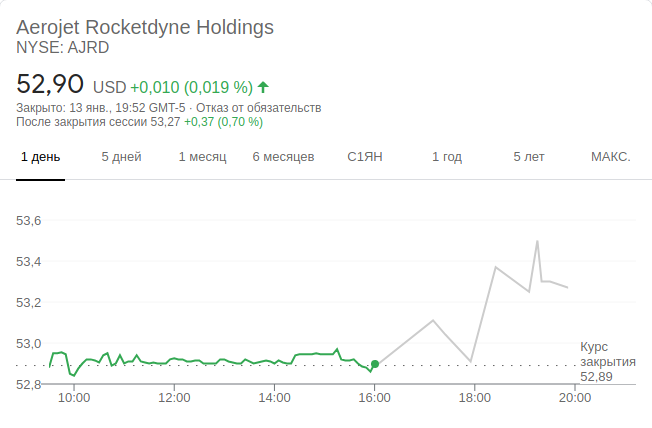 Aerojet Rocketdyne Holdings
NYSE: AJRD
52,90 USD +0,010 (0,019 %)
Закрыто: 13 янв., 19:52 GMT-5 · Отказ от обязательств
После закрытия сессии 53,27 +0,37 (0,70 %)
1 день 5 дней 1 месяц 6 месяцев С1ЯН 1 год 5 лет МАКС.
53,6
53,4
53,2
53,0
Курс
закрытия
52,89
52,8
10:00 12:00 14:00 16:00 18:00 20:00